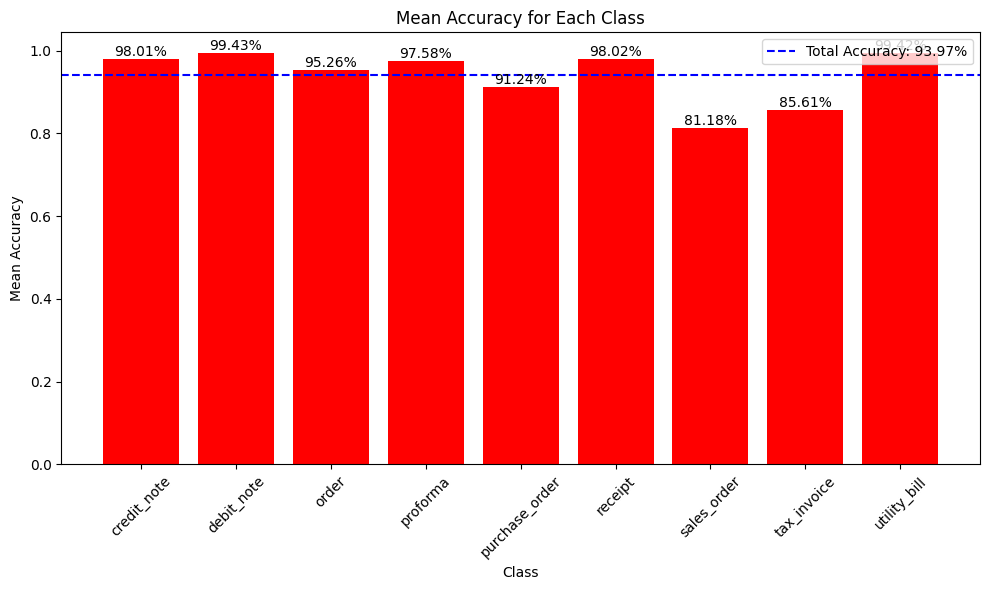 Mean Accuracy for Each Class
Mean Accuracy
1.0
0.8
0.6
0.4
0.2
0.0
98.01%
99.43%
95.26%
97.58%
91.24%
98.02%
81.18%
85.61%
99.42%
Total Accuracy: 93.97%
credit_note
debit_note
order
proforma
purchase_order
receipt
sales_order
tax_invoice
utility_bill
Class